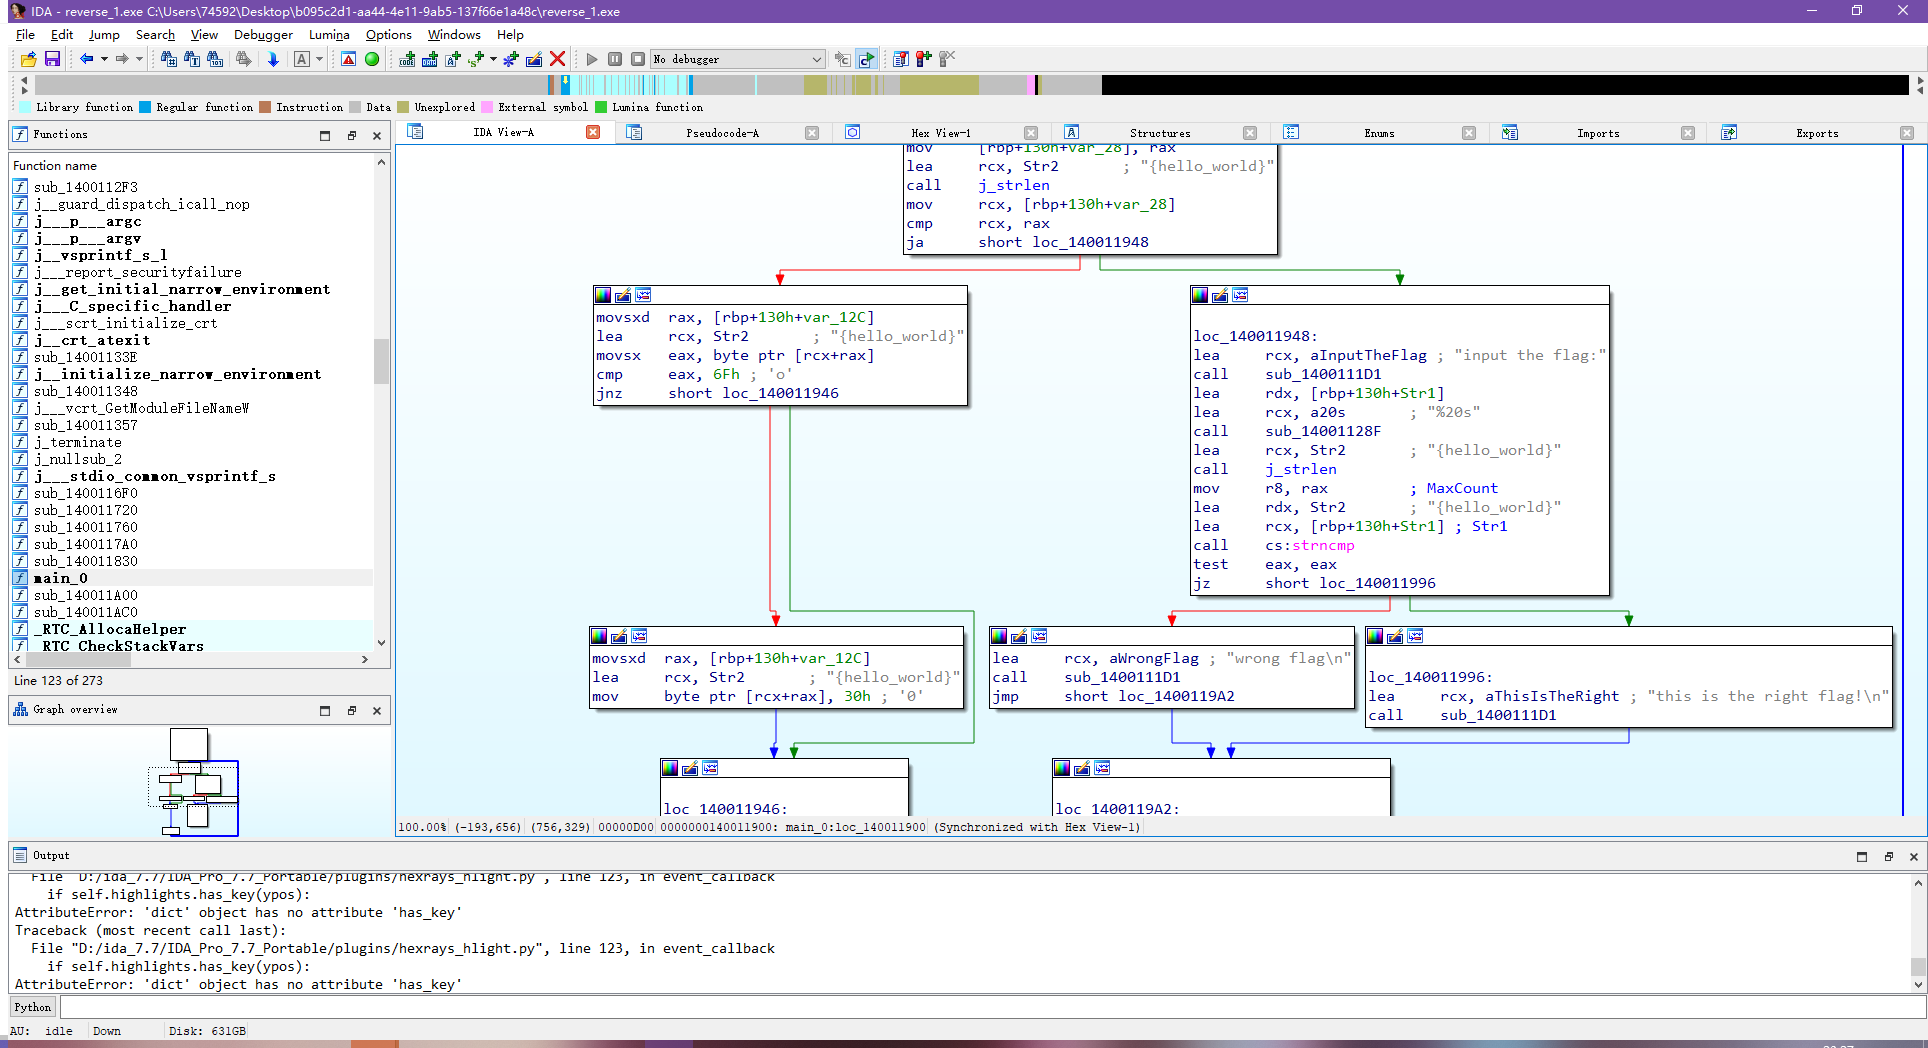 IDA - reverse_1.exe C:\Users\74592\Desktop\b095c2d1-aa44-4e11-9ab5-137f66e1a48c\reverse_1.exe
File Edit Jump Search View Debugger Lumina Options Windows Help
No debugger
Library function Regular function Instruction Data Unexplored External symbol Lumina function
Functions
Function name
sub_1400112F3
j__guard_dispatch_icall_nop
j___p___argc
j___p___argv
j__vsprintf_s_l
j___report_securityfailure
j__get_initial_narrow_environment
j___C_specific_handler
j___scrt_initialize_crt
j__crt_atexit
sub_14001133E
j__initialize_narrow_environment
sub_140011348
j___vcrt_GetModuleFileNameW
sub_140011357
j_terminate
j_nullsub_2
j___stdio_common_vsprintf_s
sub_1400116F0
sub_140011720
sub_140011760
sub_1400117A0
sub_140011830
main_0
sub_140011A00
sub_140011AC0
_RTC_AllocaHelper
_RTC_CheckStackVars
Line 123 of 273
Graph overview
IDA View-A Pseudocode-A Hex View-1 Structures Enums Imports Exports
mov [rbp+130h+var_28], rax
lea rcx, Str2 ; "{hello_world}"
call j_strlen
mov rcx, [rbp+130h+var_28]
cmp rcx, rax
ja short loc_140011948
movsxd rax, [rbp+130h+var_12C]
lea rcx, Str2 ; "{hello_world}"
movsx eax, byte ptr [rcx+rax]
cmp eax, 6Fh ; 'o'
jnz short loc_140011946
loc_140011948:
lea rcx, aInputTheFlag ; "input the flag:"
call sub_1400111D1
lea rdx, [rbp+130h+Str1]
lea rcx, a20s ; "%20s"
call sub_14001128F
lea rcx, Str2 ; "{hello_world}"
call j_strlen
mov r8, rax ; MaxCount
lea rdx, Str2 ; "{hello_world}"
lea rcx, [rbp+130h+Str1] ; Str1
call cs:strncmp
test eax, eax
jz short loc_140011996
movsxd rax, [rbp+130h+var_12C]
lea rcx, Str2 ; "{hello_world}"
mov byte ptr [rcx+rax], 30h ; '0'
lea rcx, aWrongFlag ; "wrong flag\n"
call sub_1400111D1
jmp short loc_1400119A2
loc_140011996:
lea rcx, aThisIsTheRight ; "this is the right flag!\n"
call sub_1400111D1
loc_140011946:
loc_1400119A2:
100.00% (-193,656) (756,329) 00000D00 0000000140011900: main_0:loc_140011900 (Synchronized with Hex View-1)
Output
File "D:/ida_7.7/IDA_Pro_7.7_Portable/plugins/hexrays_hlight.py", line 123, in event_callback
if self.highlights.has_key(ypos):
AttributeError: 'dict' object has no attribute 'has_key'
Traceback (most recent call last):
File "D:/ida_7.7/IDA_Pro_7.7_Portable/plugins/hexrays_hlight.py", line 123, in event_callback
if self.highlights.has_key(ypos):
AttributeError: 'dict' object has no attribute 'has_key'
Python
AU: idle Down Disk: 631GB